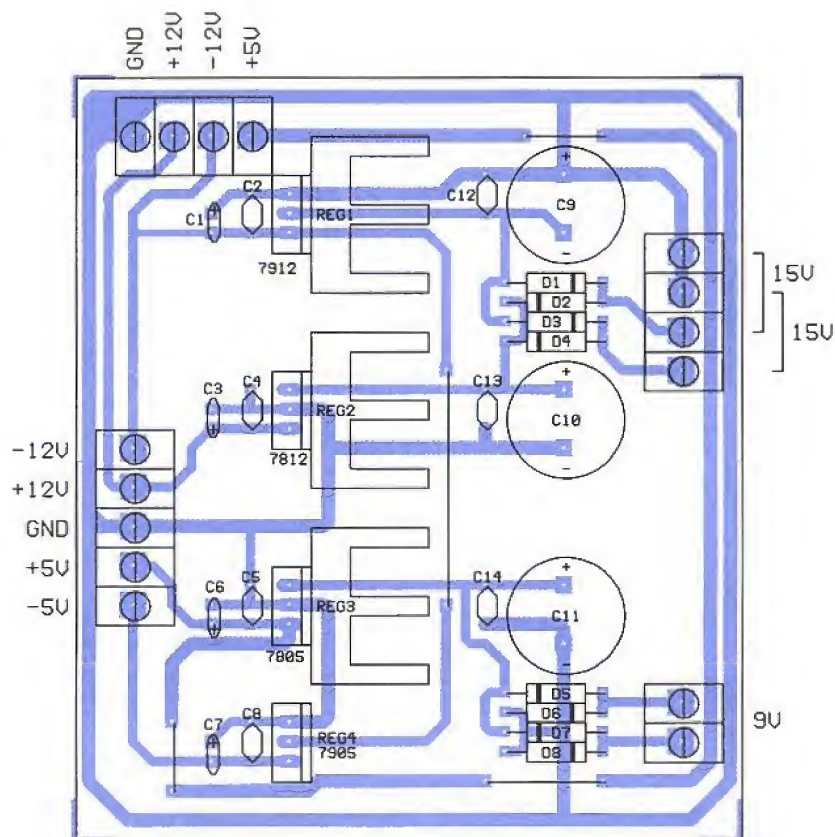 GND
+12V
-12V
+5V
C2
C1
REG1
7912
C12
+
C9
-
D1
D2
D3
D4
15V
15V
C4
C3
REG2
7812
C13
+
C10
-
-12V
+12V
GND
+5V
-5V
C5
C6
REG3
7805
C14
+
C11
-
D5
D6
D7
D8
9V
C8
C7
REG4
7905
+
+
+
+